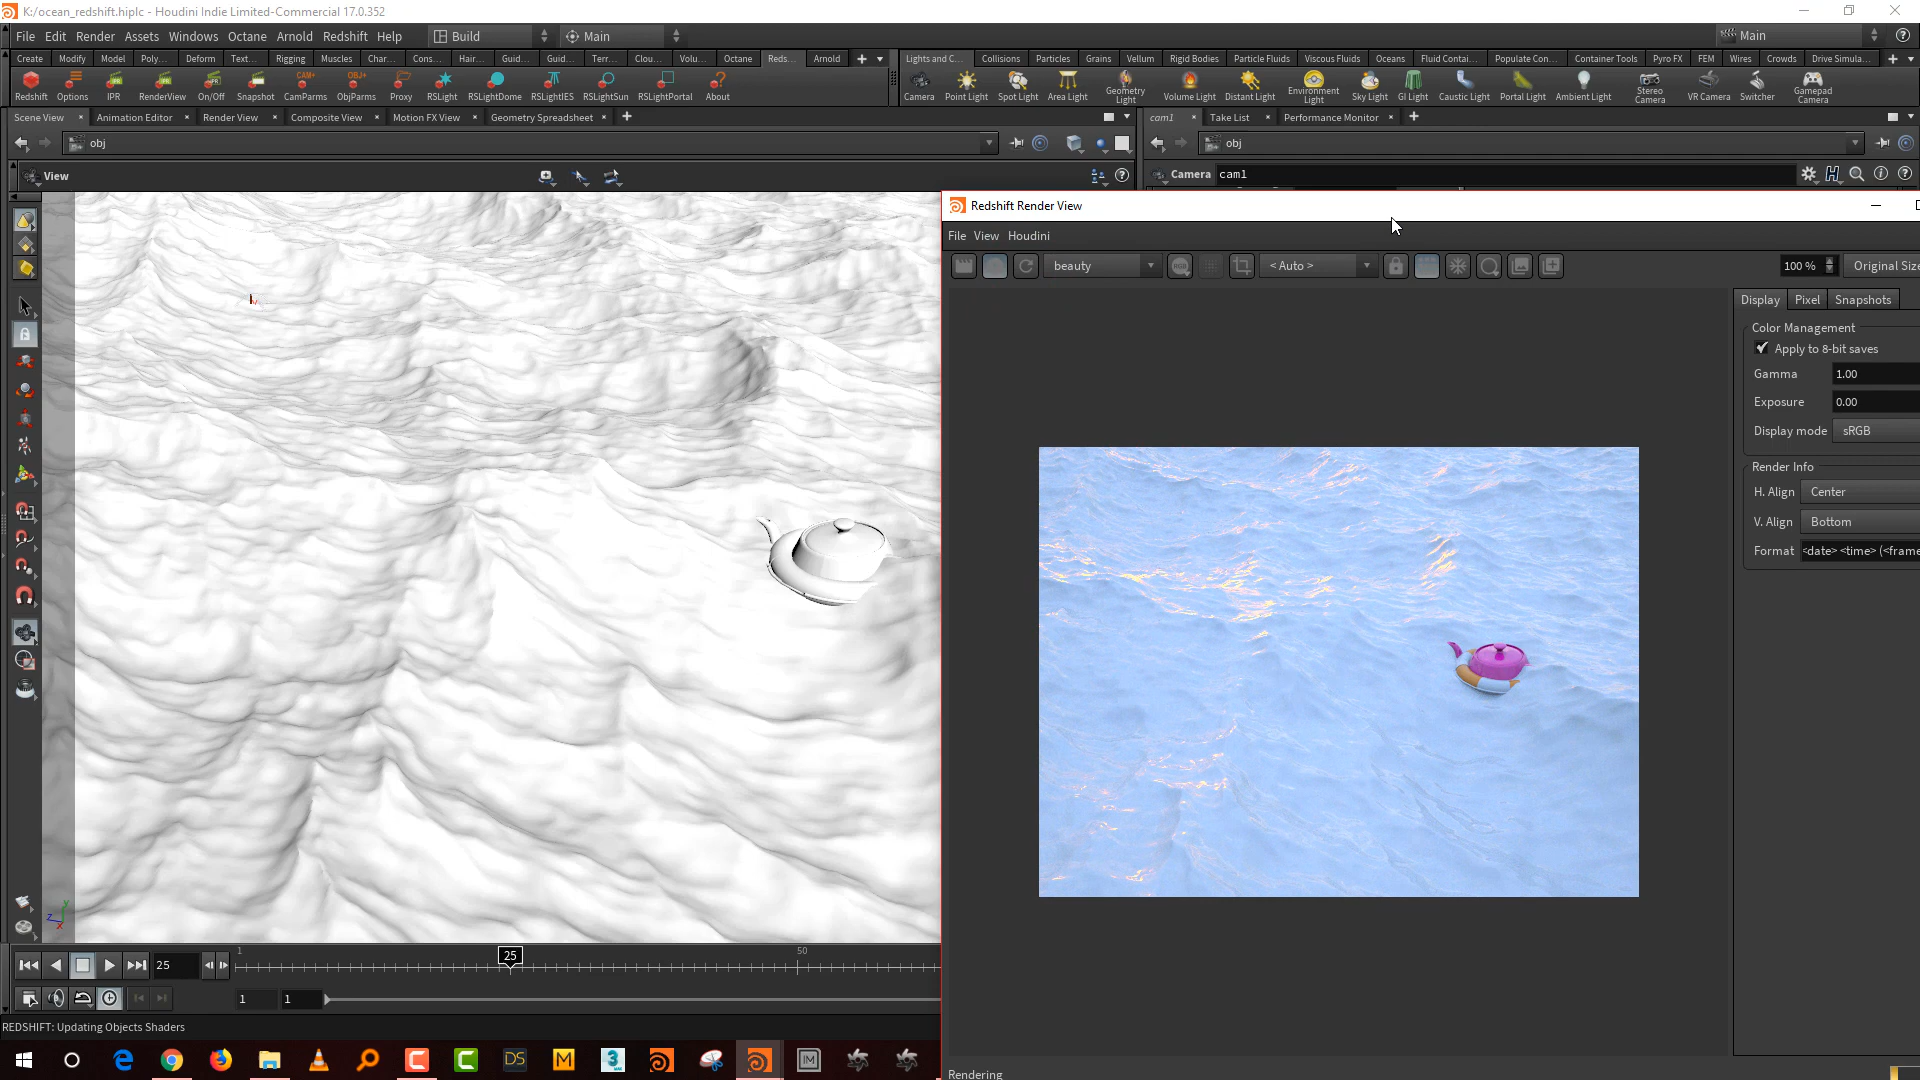 K:/ocean_redshift.hiplc - Houdini Indie Limited-Commercial 17.0.352
File Edit Render Assets Windows Octane Arnold Redshift Help Build Main Main
Create Modify Model Poly... Deform Text... Rigging Muscles Char... Cons... Hair... Guid... Guid... Terr... Clou... Volu... Octane Reds... Arnold
Lights and C... Collisions Particles Grains Vellum Rigid Bodies Particle Fluids Viscous Fluids Oceans Fluid Contai... Populate Con... Container Tools Pyro FX FEM Wires Crowds Drive Simula...
Redshift Options IPR RenderView On/Off Snapshot CamParms ObjParms Proxy RSLight RSLightDome RSLightIES RSLightSun RSLightPortal About
Camera Point Light Spot Light Area Light Geometry Light Volume Light Distant Light Environment Light Sky Light GI Light Caustic Light Portal Light Ambient Light Stereo Camera VR Camera Switcher Gamepad Camera
Scene View Animation Editor Render View Composite View Motion FX View Geometry Spreadsheet
cam1 Take List Performance Monitor
obj
obj
View
Camera cam1
Redshift Render View
File View Houdini
beauty < Auto > 100 % Original Size
Display Pixel Snapshots
Color Management
Apply to 8-bit saves
Gamma 1.00
Exposure 0.00
Display mode sRGB
Render Info
H. Align Center
V. Align Bottom
Format <date> <time> (<frame
z y x
25 1 25 50
1 1
REDSHIFT: Updating Objects Shaders
DS M 3 IM
Rendering